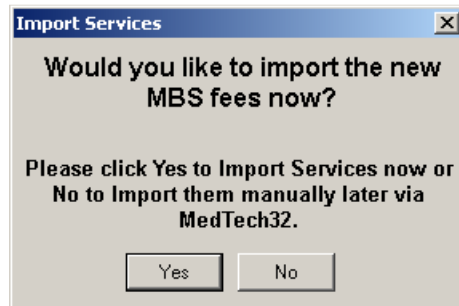 Import Services
Would you like to import the new
MBS fees now?
Please click Yes to Import Services now or
No to Import them manually later via
MedTech32.
Yes
No